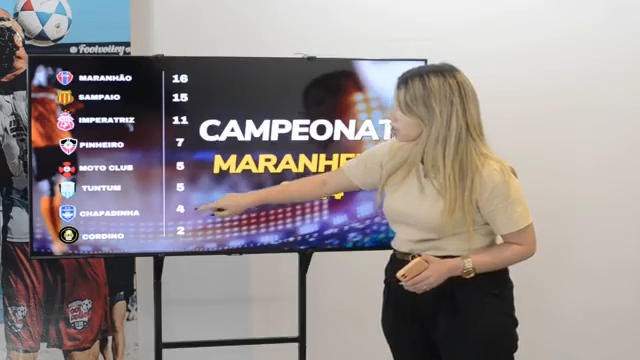 Footvolley
MARANHÃO 16
SAMPAIO 15
IMPERATRIZ 11
PINHEIRO 7
MOTO CLUB 5
TUNTUM 5
CHAPADINHA 4
CORDINO 2
CAMPEONAT
MARANHE